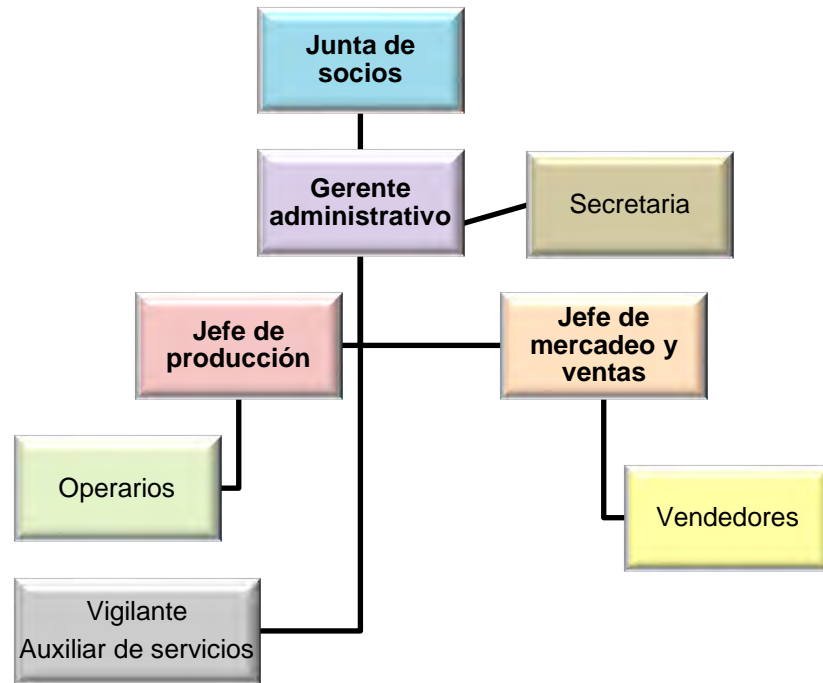 Junta de
socios
Gerente
administrativo
Secretaria
Jefe de
producción
Jefe de
mercadeo y
ventas
Operarios
Vendedores
Vigilante
Auxiliar de servicios